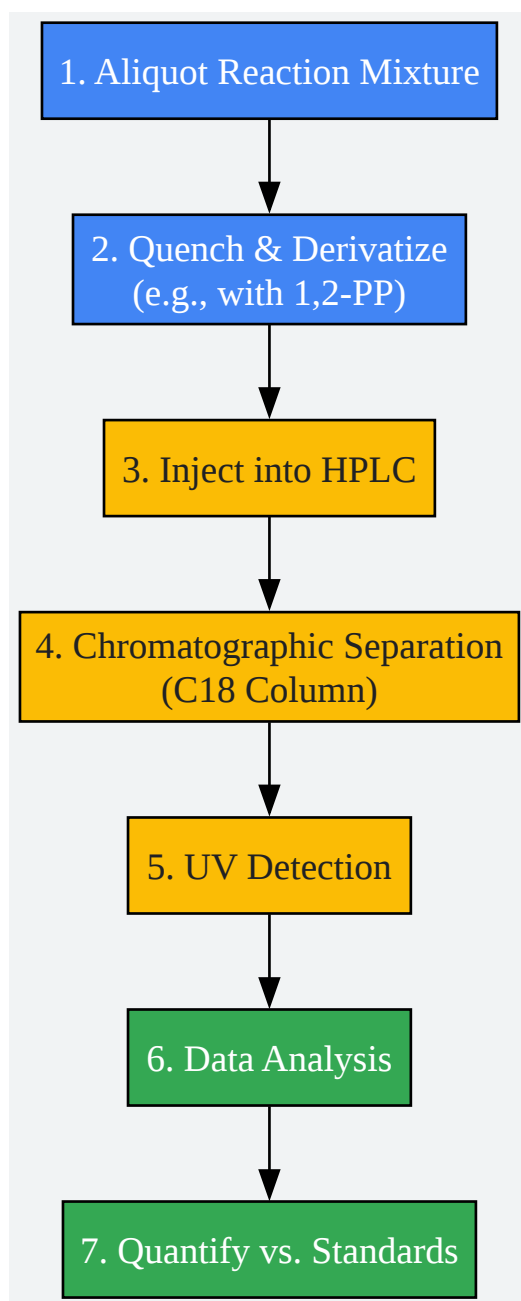 1. Aliquot Reaction Mixture
2. Quench & Derivatize
(e.g., with 1,2-PP)
3. Inject into HPLC
4. Chromatographic Separation
(C18 Column)
5. UV Detection
6. Data Analysis
7. Quantify vs. Standards